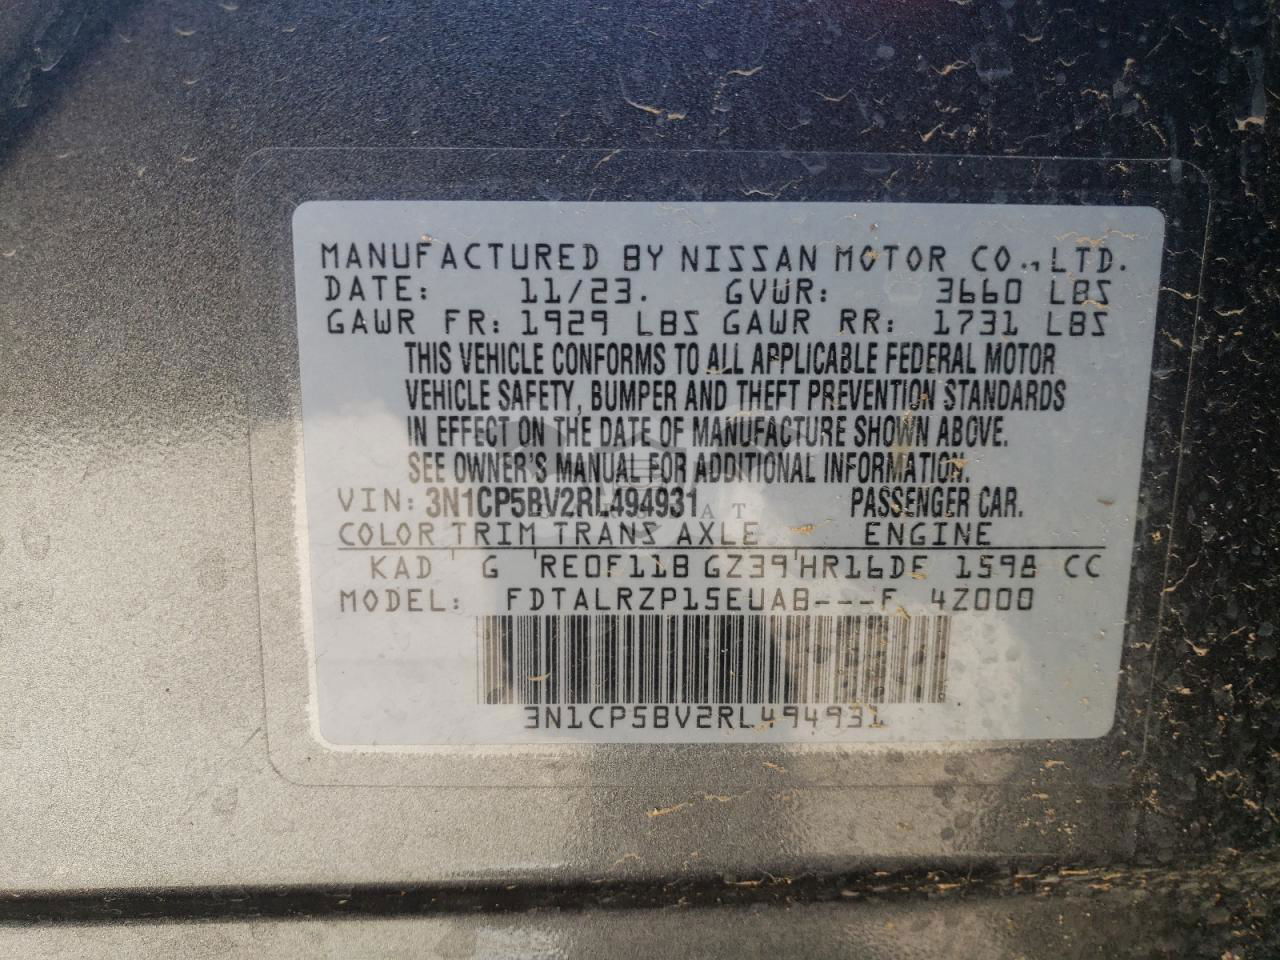 MANUFACTURED BY NISSAN MOTOR CO., LTD.
DATE: 11/23. GVWR: 3660 LBS
GAWR FR: 1929 LBS GAWR RR: 1731 LBS
THIS VEHICLE CONFORMS TO ALL APPLICABLE FEDERAL MOTOR
VEHICLE SAFETY, BUMPER AND THEFT PREVENTION STANDARDS
IN EFFECT ON THE DATE OF MANUFACTURE SHOWN ABOVE.
SEE OWNER'S MANUAL FOR ADDITIONAL INFORMATION.
VIN: 3N1CP5BV2RL494931 PASSENGER CAR.
COLOR TRIM TRANS AXLE ENGINE
KAD G RE0F11B GZ39 HR16DE 1598 CC
MODEL: FDTALRZP15EUAB---F 4Z000
3N1CP5BV2RL494931